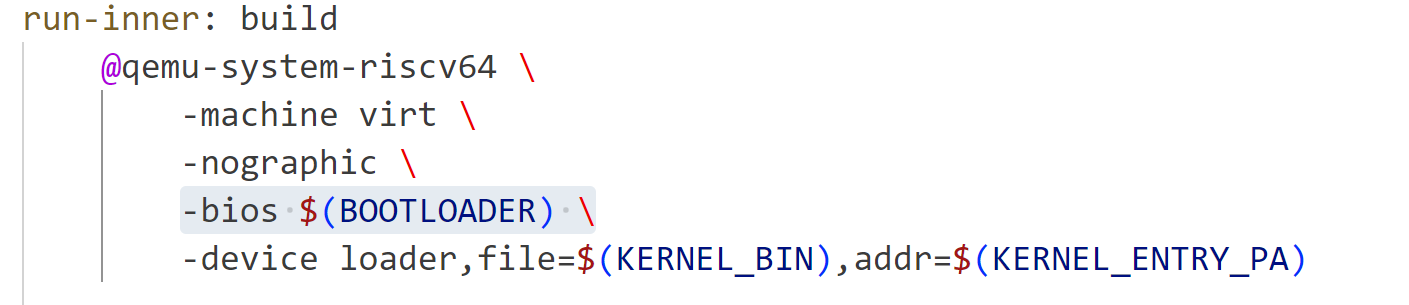 run-inner: build
@qemu-system-riscv64 \
-machine virt \
-nographic \
-bios $(BOOTLOADER) \
-device loader,file=$(KERNEL_BIN),addr=$(KERNEL_ENTRY_PA)